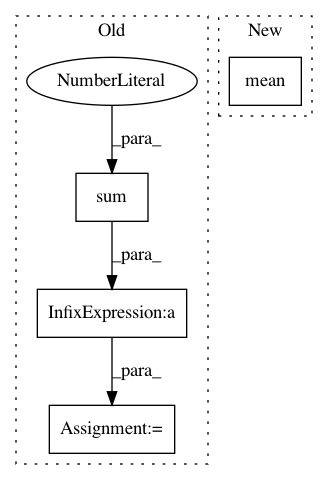 Old
New
NumberLiteral
mean
_para_
sum
_para_
InfixExpression:a
_para_
Assignment:=